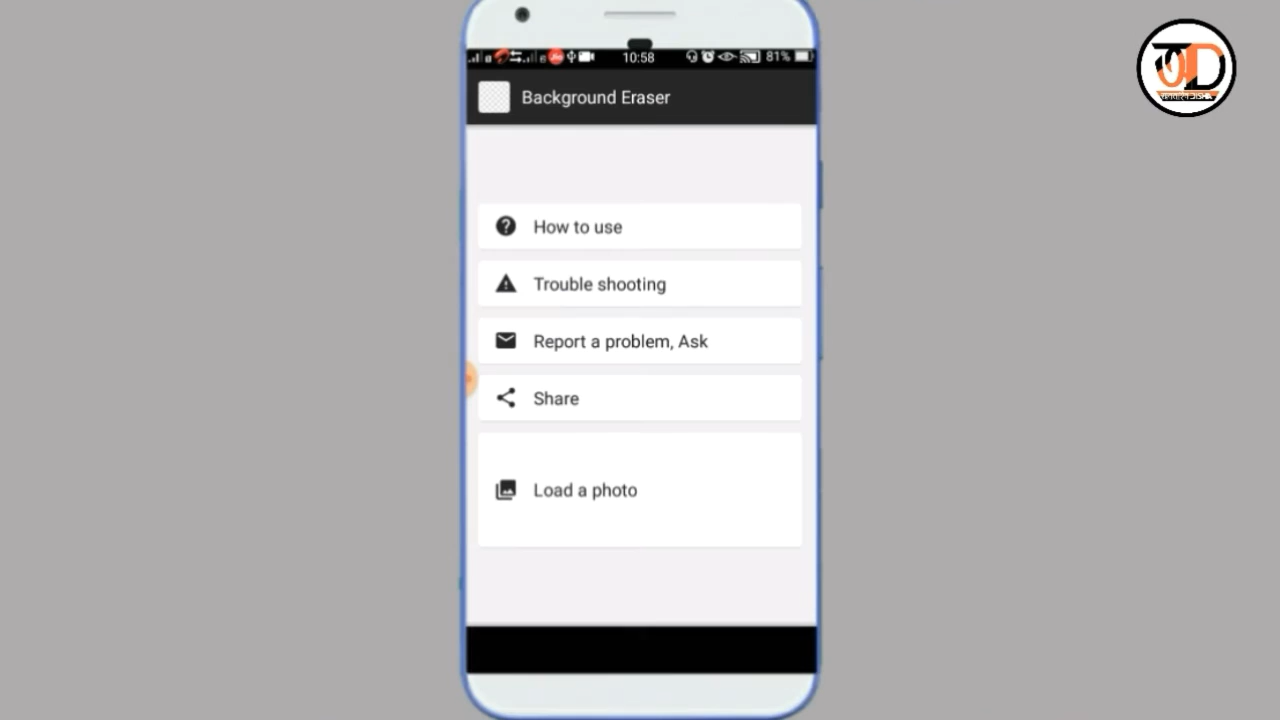 10:58
81%
Background Eraser
How to use
Trouble shooting
Report a problem, Ask
Share
Load a photo